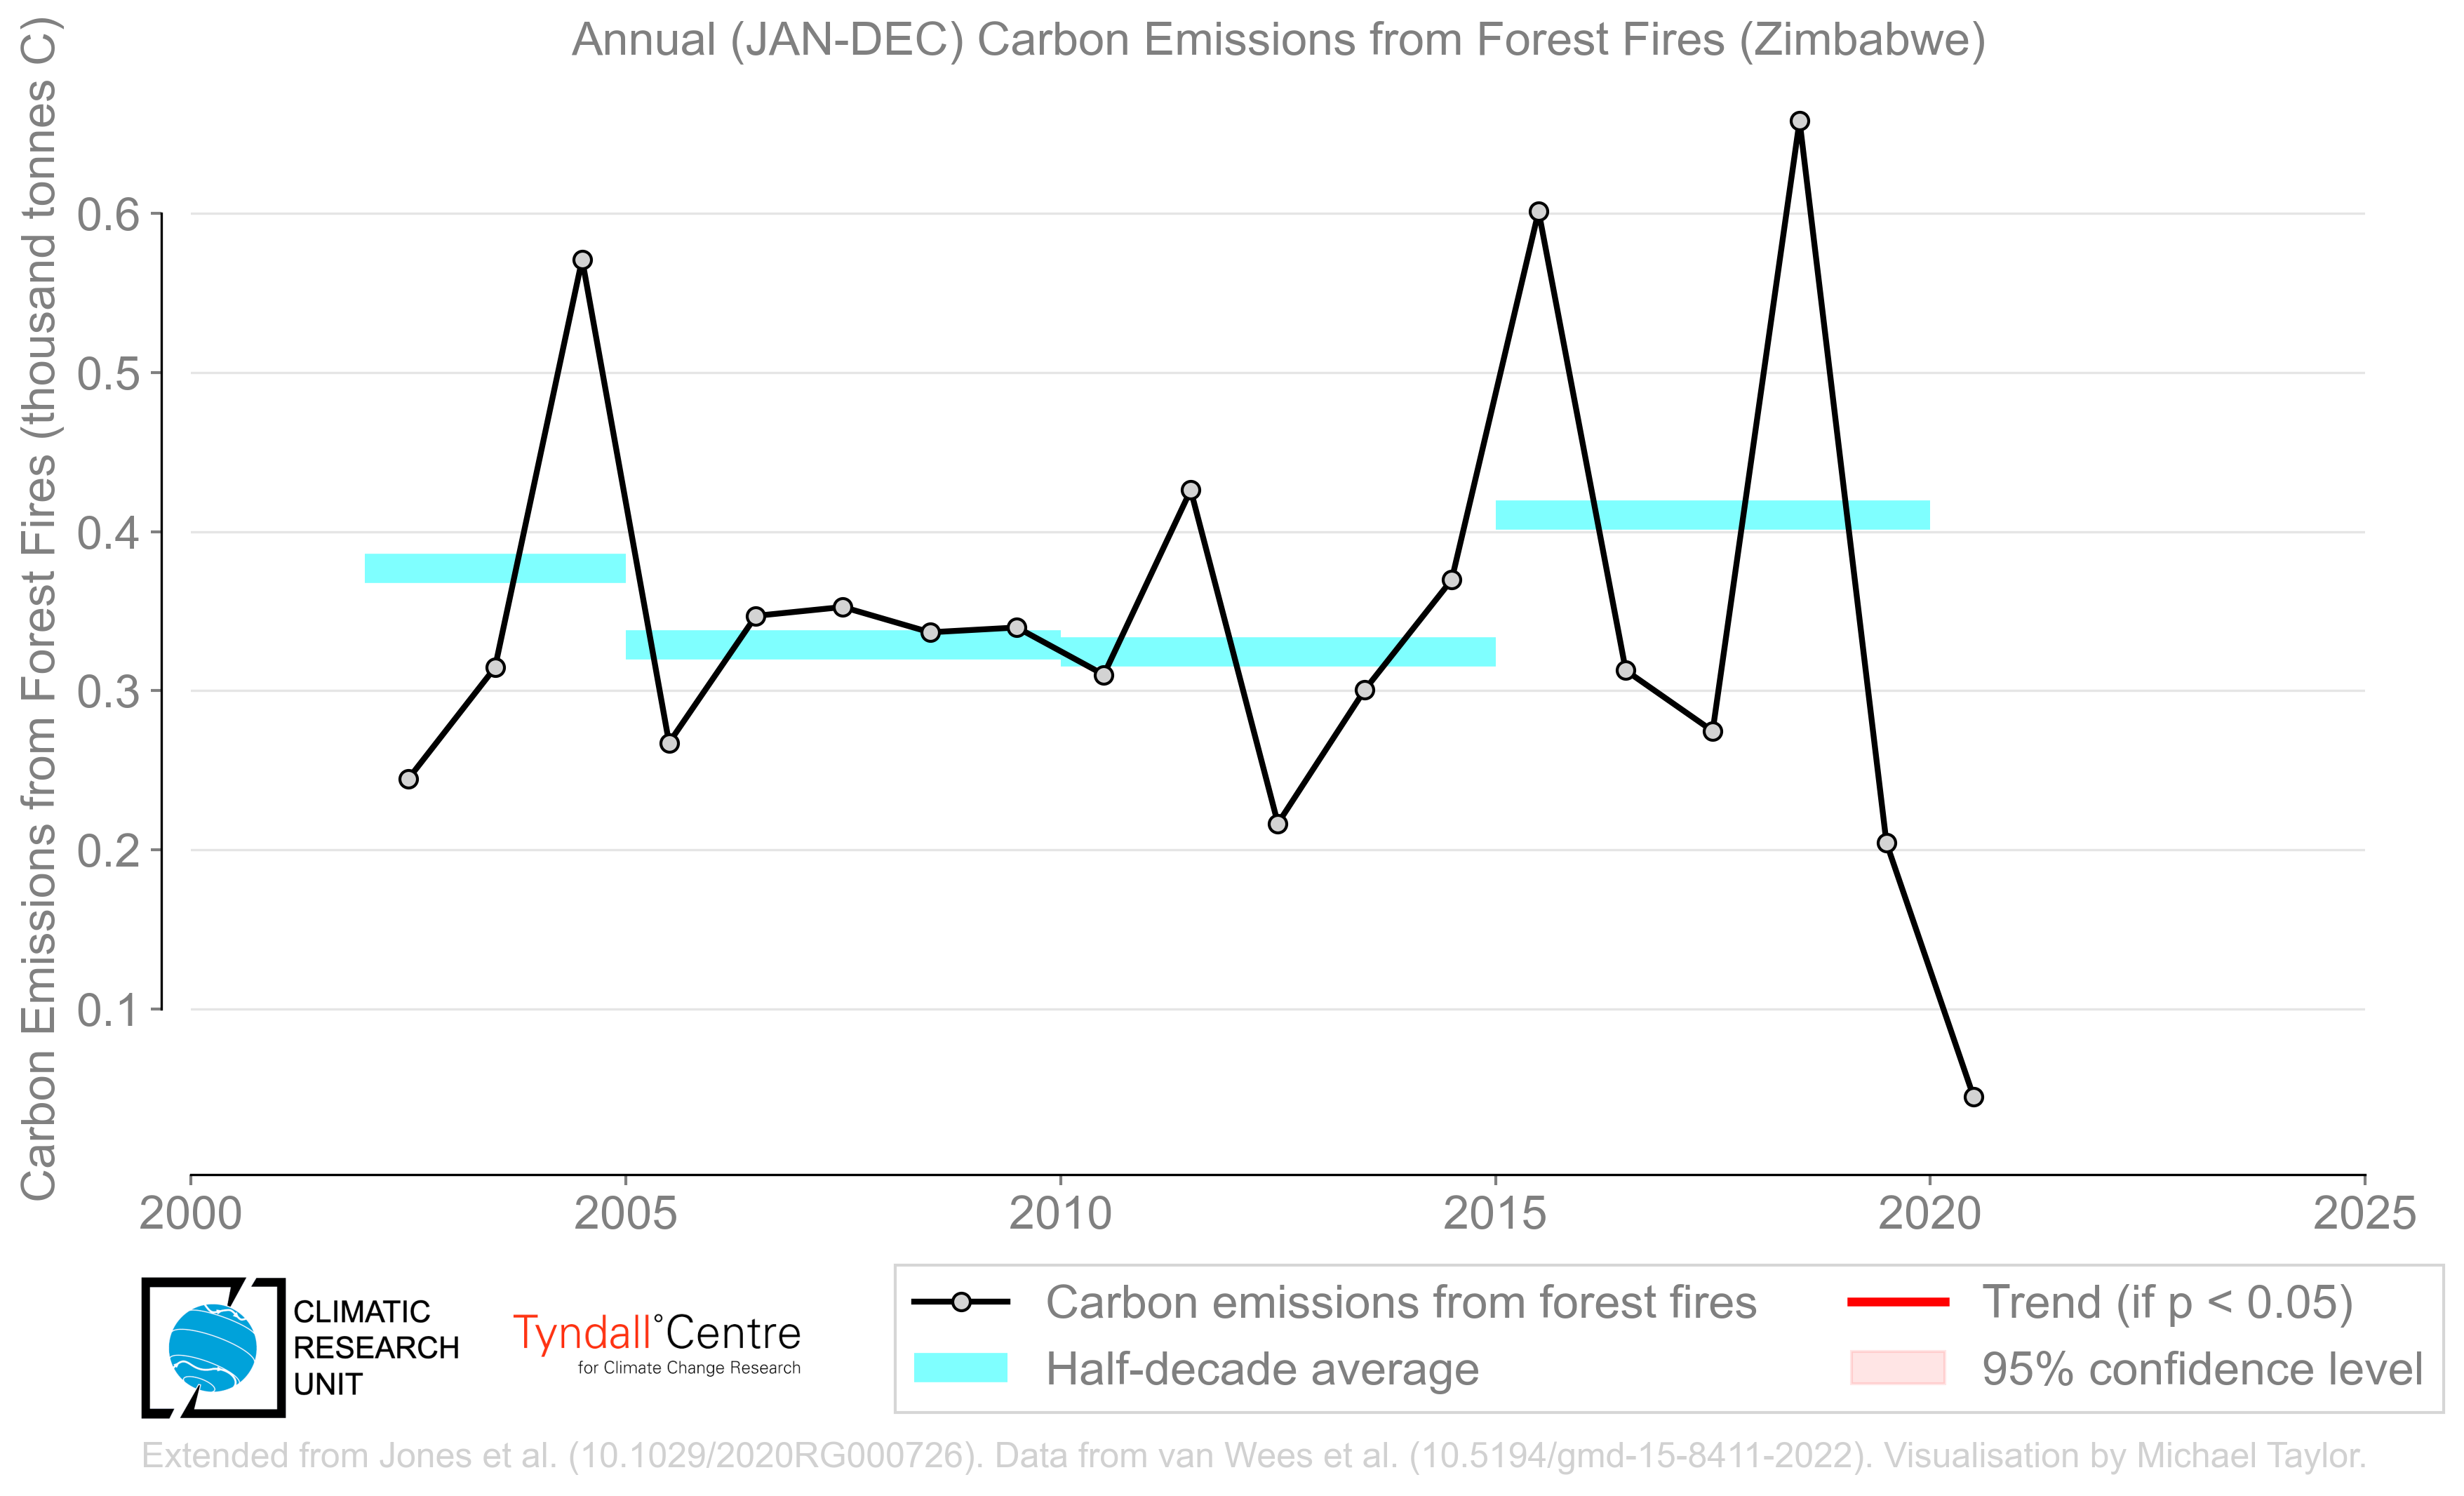 Annual (JAN-DEC) Carbon Emissions from Forest Fires (Zimbabwe)
Carbon Emissions from Forest Fires (thousand tonnes C)
0.6
0.5
0.4
0.3
0.2
0.1
2000 2005 2010 2015 2020 2025
CLIMATIC
RESEARCH
UNIT
Tyndall°Centre
for Climate Change Research
Carbon emissions from forest fires
Half-decade average
Trend (if p < 0.05)
95% confidence level
Extended from Jones et al. (10.1029/2020RG000726). Data from van Wees et al. (10.5194/gmd-15-8411-2022). Visualisation by Michael Taylor.